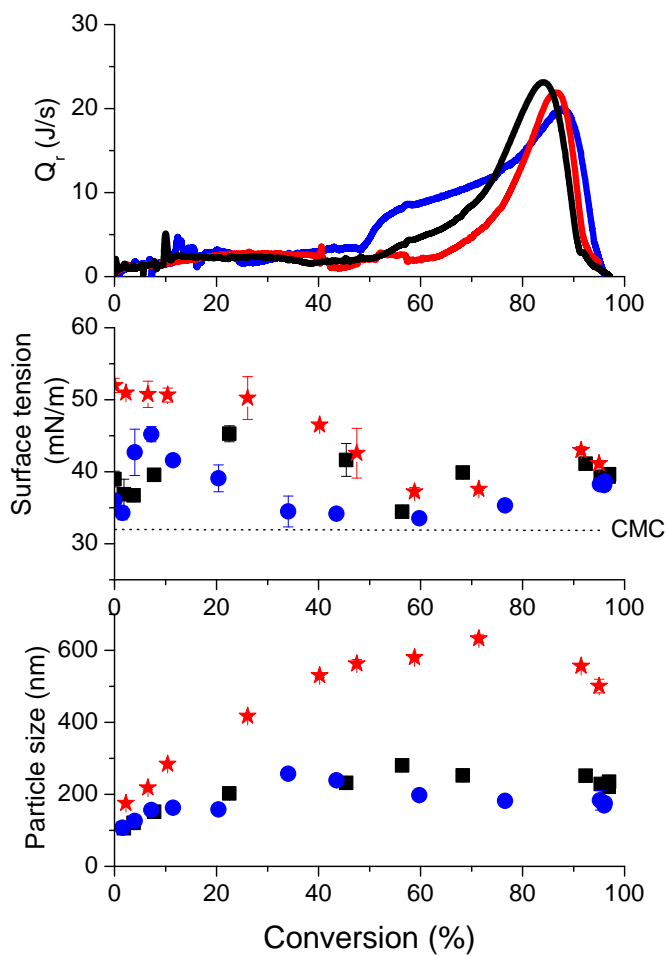 30
20
10
0
Qr (J/s)
0 20 40 60 80 100
60
50
40
30
Surface tension
(mN/m)
CMC
0 20 40 60 80 100
600
400
200
0
Particle size (nm)
0 20 40 60 80 100
Conversion (%)